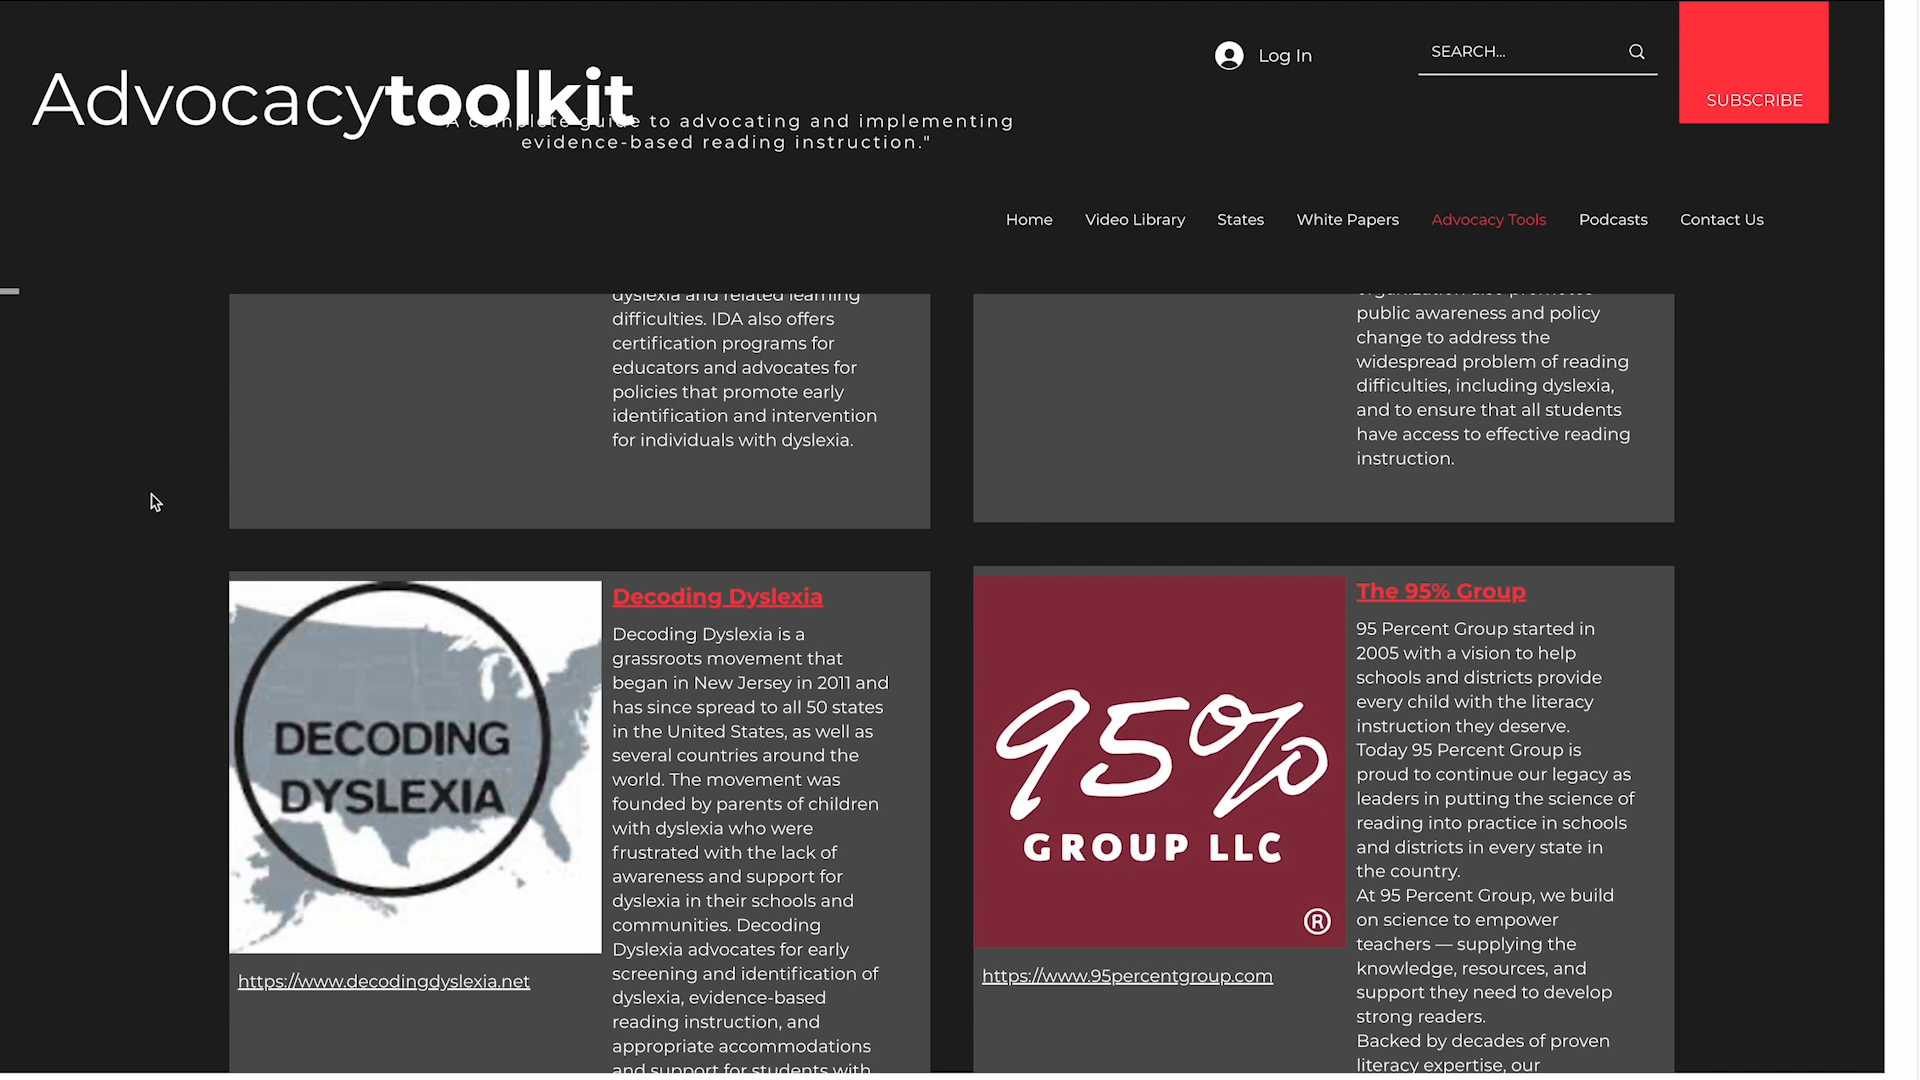 Log In
SEARCH...
SUBSCRIBE
Advocacytoolkit
"A complete guide to advocating and implementing
evidence-based reading instruction."
Home Video Library States White Papers Advocacy Tools Podcasts Contact Us
dyslexia and related learning
difficulties. IDA also offers
certification programs for
educators and advocates for
policies that promote early
identification and intervention
for individuals with dyslexia.
public awareness and policy
change to address the
widespread problem of reading
difficulties, including dyslexia,
and to ensure that all students
have access to effective reading
instruction.
DECODING
DYSLEXIA
https://www.decodingdyslexia.net
Decoding Dyslexia
Decoding Dyslexia is a
grassroots movement that
began in New Jersey in 2011 and
has since spread to all 50 states
in the United States, as well as
several countries around the
world. The movement was
founded by parents of children
with dyslexia who were
frustrated with the lack of
awareness and support for
dyslexia in their schools and
communities. Decoding
Dyslexia advocates for early
screening and identification of
dyslexia, evidence-based
reading instruction, and
appropriate accommodations
and support for students with
95%
GROUP LLC
®
https://www.95percentgroup.com
The 95% Group
95 Percent Group started in
2005 with a vision to help
schools and districts provide
every child with the literacy
instruction they deserve.
Today 95 Percent Group is
proud to continue our legacy as
leaders in putting the science of
reading into practice in schools
and districts in every state in
the country.
At 95 Percent Group, we build
on science to empower
teachers — supplying the
knowledge, resources, and
support they need to develop
strong readers.
Backed by decades of proven
literacy expertise, our